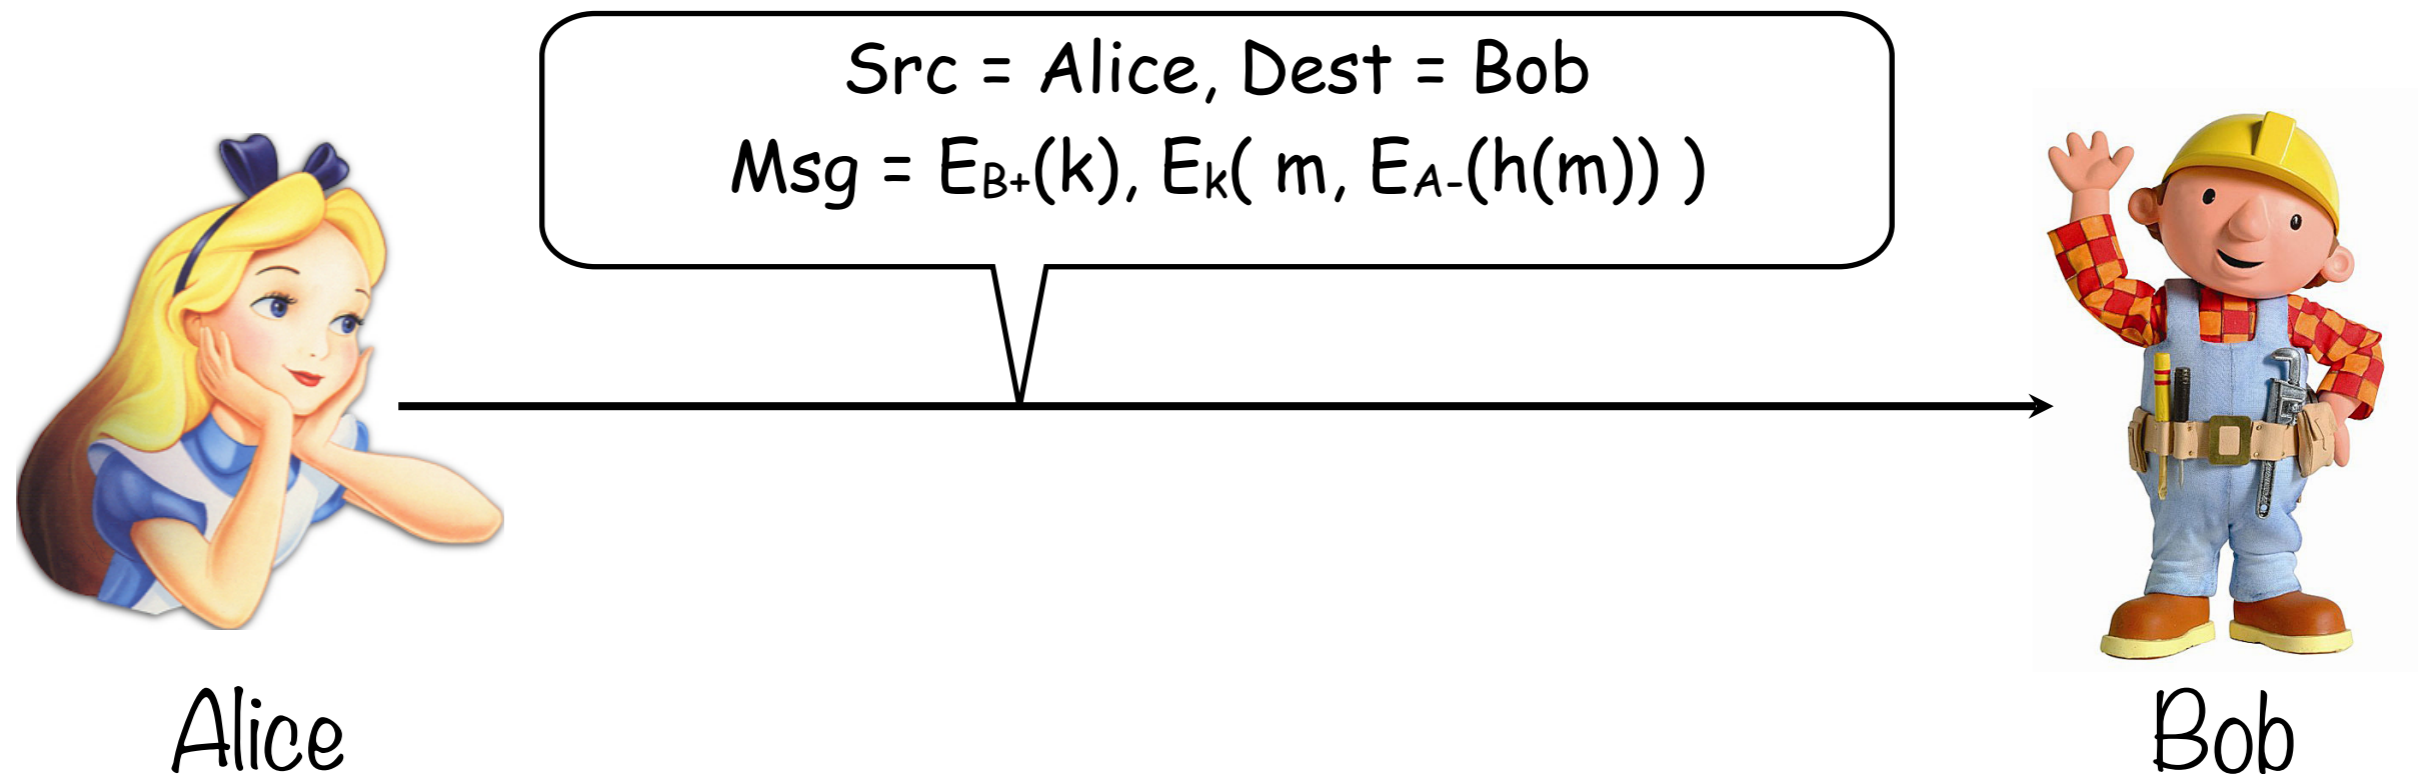 Src = Alice, Dest = Bob
Msg = EB+(k), Ek( m, EA-(h(m)) )
Alice
Bob